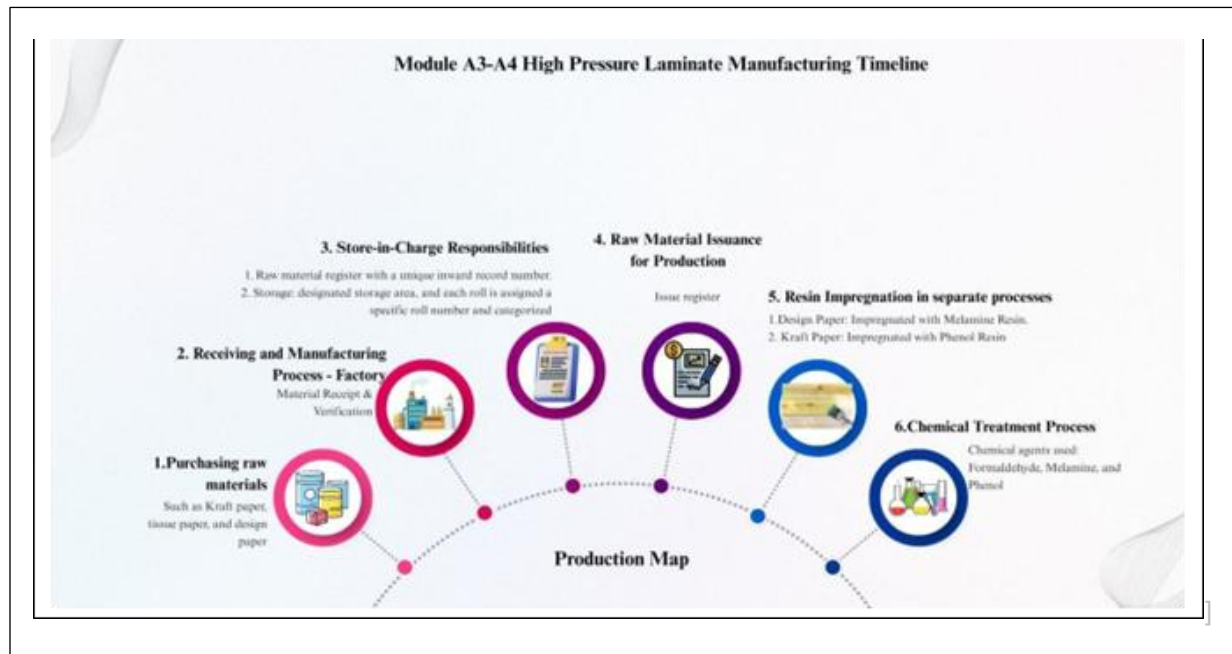 Module A3-A4 High Pressure Laminate Manufacturing Timeline
3. Store-in-Charge Responsibilities
1. Raw material register with a unique inward record number.
2. Storage: designated storage area, and each roll is assigned a
specific roll number and categorized
4. Raw Material Issuance
for Production
Issue register
5. Resin Impregnation in separate processes
1.Design Paper: Impregnated with Melamine Resin.
2. Kraft Paper: Impregnated with Phenol Resin
2. Receiving and Manufacturing
Process - Factory
Material Receipt &
Verification
6.Chemical Treatment Process
Chemical agents used:
Formaldehyde, Melamine, and
Phenol
1.Purchasing raw
materials
Such as Kraft paper,
tissue paper, and design
paper
Production Map
]